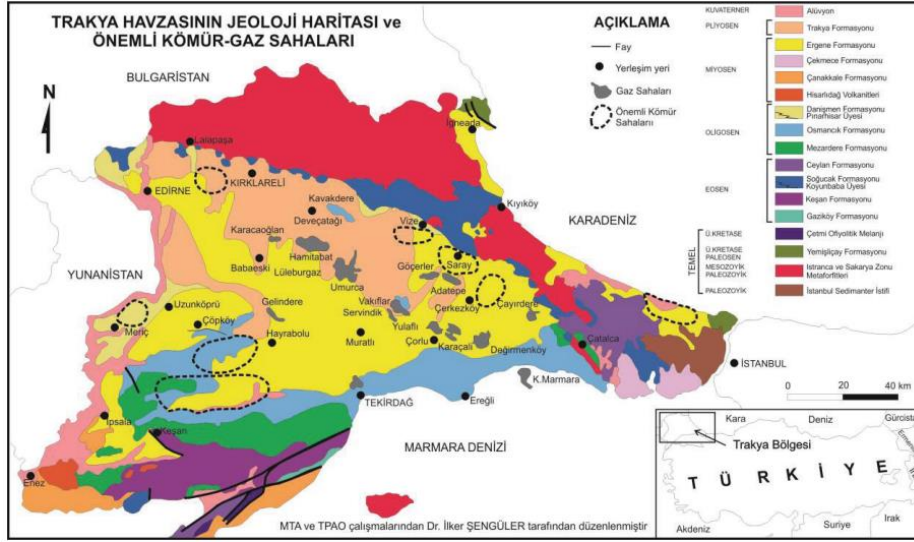 TRAKYA HAVZASININ JEOLOJİ HARİTASI ve
ÖNEMLİ KÖMÜR-GAZ SAHALARI
AÇIKLAMA
Fay
Yerleşim yeri
Gaz Sahaları
Önemli Kömür
Sahaları
KUVATERNER
Alüvyon
PLİYOSEN
Trakya Formasyonu
MİYOSEN
Ergene Formasyonu
Çekmece Formasyonu
Çanakkale Formasyonu
Hisarlıdağ Volkanitleri
OLİGOSEN
Danişmen Formasyonu
Pınarhisar Üyesi
Osmancık Formasyonu
Mezardere Formasyonu
EOSEN
Ceylan Formasyonu
Soğucak Formasyonu
Koyunbaba Üyesi
Keşan Formasyonu
Gaziköy Formasyonu
TEMEL
Ü.KRETASE
Çetmi Ofiyolitik Melanjı
Ü.KRETASE
PALEOSEN
Yemişliçay Formasyonu
MESOZOYİK
PALEOZOYİK
Istranca ve Sakarya Zonu
Metamorfitleri
PALEOZOYİK
İstanbul Sedimanter İstifi
BULGARİSTAN
N
İğneada
Lalapaşa
EDİRNE
KIRKLARELİ
Kavakdere
Deveçatağı
Vize
Kıyıköy
KARADENİZ
Karacaoğlan
Hamitabat
Babaeski
Lüleburgaz
Umurca
Göçerler
Saray
Adatepe
YUNANİSTAN
Uzunköprü
Gelindere
Vakıflar
Servindik
Çerkezköy
Çayırdere
Meriç
Çöpköy
Hayrabolu
Muratlı
Yulaflı
Çorlu
Karaçalı
Değirmenköy
Çatalca
İSTANBUL
K.Marmara
TEKİRDAĞ
Ereğli
0 20 40 km
İpsala
Keşan
MARMARA DENİZİ
Enez
MTA ve TPAO çalışmalarından Dr. İlker ŞENGÜLER tarafından düzenlenmiştir
Kara Deniz
Gürcista
Trakya Bölgesi
TÜRKİYE
Akdeniz
Suriye
Irak